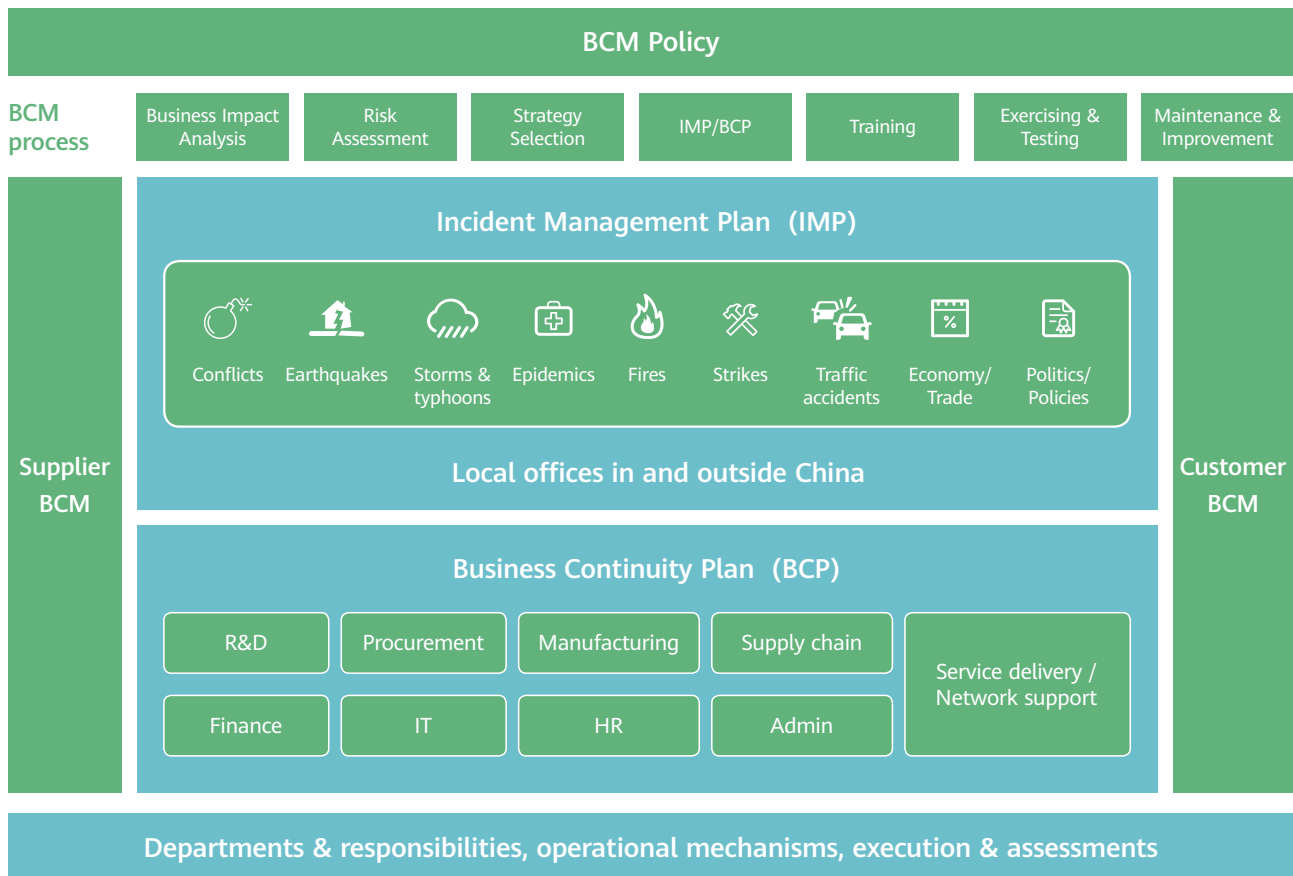 BCM Policy
BCM
process
Business Impact
Analysis
Risk
Assessment
Strategy
Selection
IMP/BCP
Training
Exercising &
Testing
Maintenance &
Improvement
Supplier
BCM
Incident Management Plan (IMP)
%
Conflicts
Earthquakes
Storms &
typhoons
Epidemics
Fires
Strikes
Traffic
accidents
Economy/
Trade
Politics/
Policies
Local offices in and outside China
Business Continuity Plan (BCP)
R&D
Procurement
Manufacturing
Supply chain
Service delivery /
Network support
Finance
IT
HR
Admin
Customer
BCM
Departments & responsibilities, operational mechanisms, execution & assessments